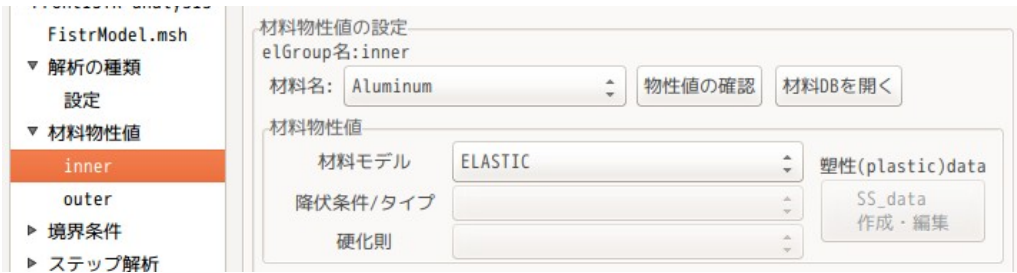 FistrModel.msh
▼ 解析の種類
設定
▼ 材料物性値
inner
outer
▶ 境界条件
▶ ステップ解析
材料物性値の設定
elGroup名:inner
材料名: Aluminum 物性値の確認 材料DBを開く
材料物性値
材料モデル ELASTIC
降伏条件/タイプ
硬化則
塑性(plastic)data
SS_data
作成・編集